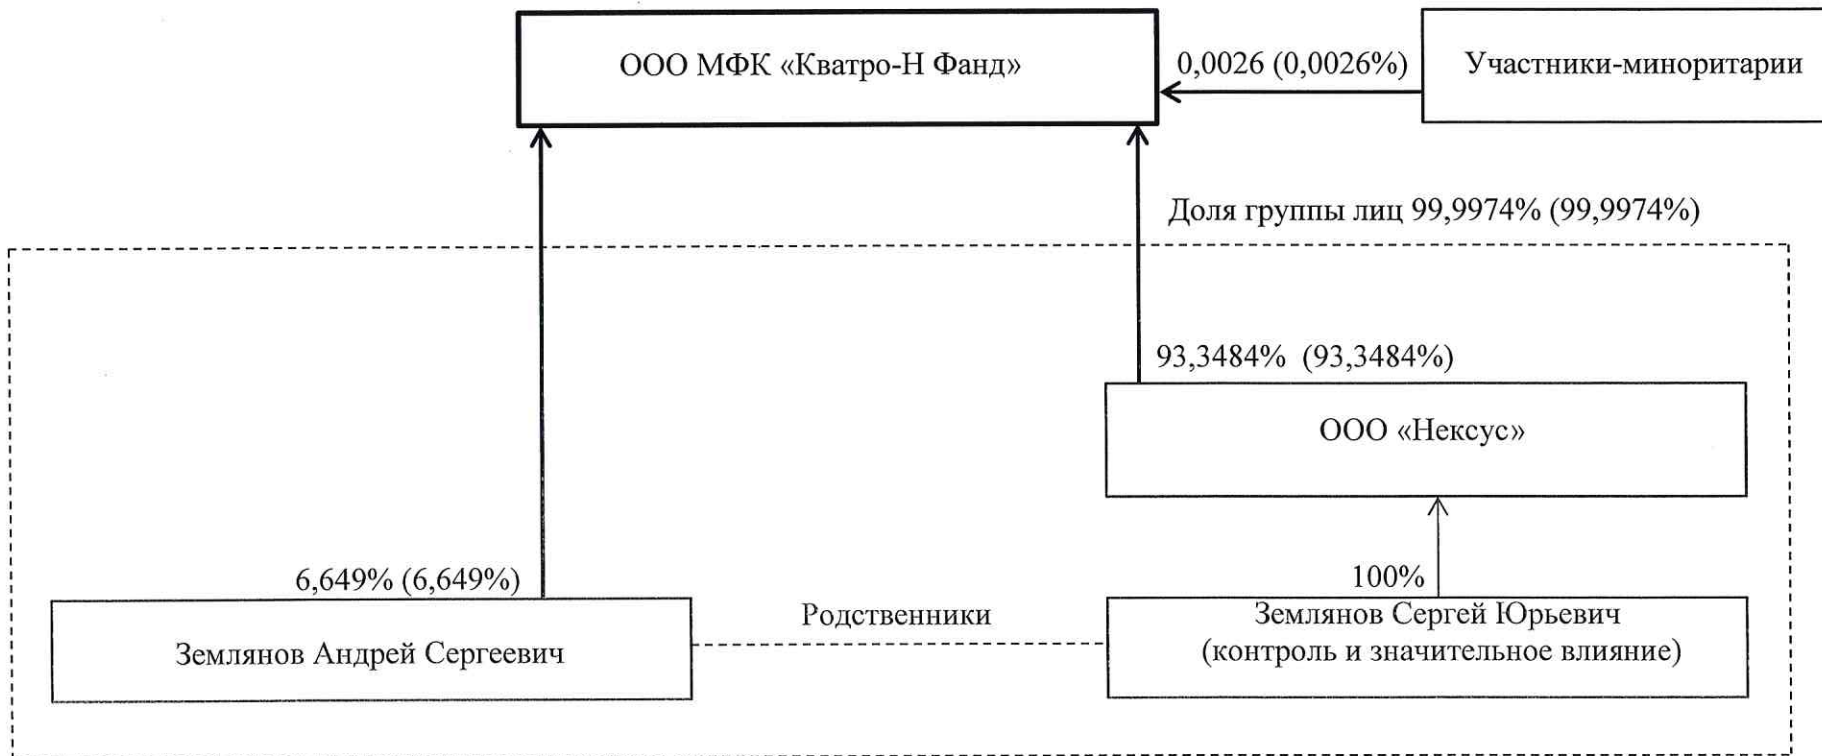 ООО МФК «Кватро-Н Фанд»
0,0026 (0,0026%)
Участники-миноритарии
Доля группы лиц 99,9974% (99,9974%)
93,3484% (93,3484%)
ООО «Нексус»
6,649% (6,649%)
100%
Землянов Андрей Сергеевич
Родственники
Землянов Сергей Юрьевич
(контроль и значительное влияние)